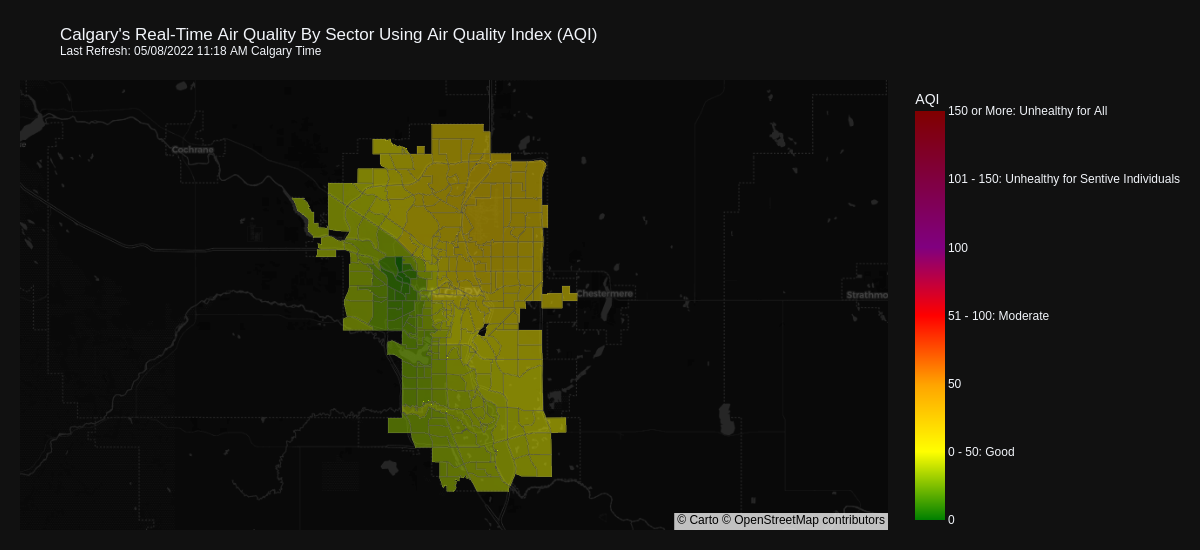 Calgary's Real-Time Air Quality By Sector Using Air Quality Index (AQI)
Last Refresh: 05/08/2022 11:18 AM Calgary Time
AQI
150 or More: Unhealthy for All
Cochrane
101 - 150: Unhealthy for Sentive Individuals
100
Chestermere
Strathmo
51 - 100: Moderate
50
0 - 50: Good
0
© Carto © OpenStreetMap contributors